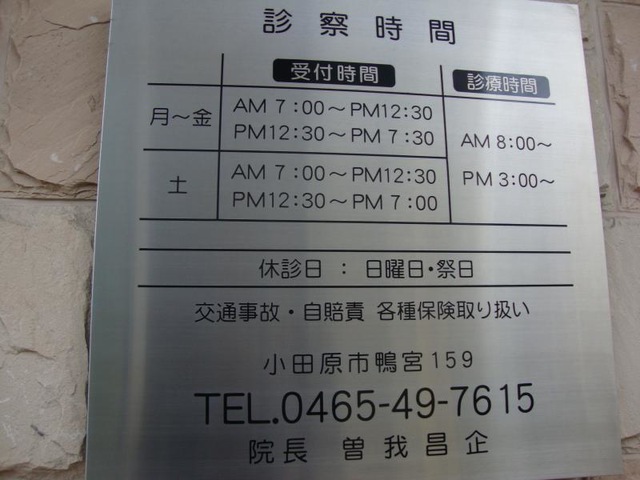 診察時間
受付時間 診療時間
月～金 AM 7：00～PM12：30
PM12：30～PM 7：30
AM 8：00～
土 AM 7：00～PM12：30
PM 3：00～
PM12：30～PM 7：00
休診日 ： 日曜日・祭日
交通事故・自賠責 各種保険取り扱い
小田原市鴨宮159
TEL.0465-49-7615
院長 曽我昌企